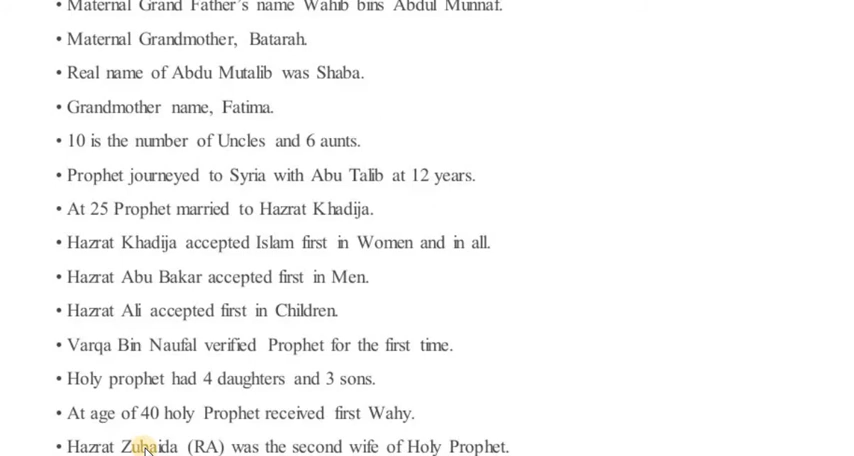 • Maternal Grand Father's name Wahib bins Abdul Munnaf.
• Maternal Grandmother, Batarah.
• Real name of Abdu Mutalib was Shaba.
• Grandmother name, Fatima.
• 10 is the number of Uncles and 6 aunts.
• Prophet journeyed to Syria with Abu Talib at 12 years.
• At 25 Prophet married to Hazrat Khadija.
• Hazrat Khadija accepted Islam first in Women and in all.
• Hazrat Abu Bakar accepted first in Men.
• Hazrat Ali accepted first in Children.
• Varqa Bin Naufal verified Prophet for the first time.
• Holy prophet had 4 daughters and 3 sons.
• At age of 40 holy Prophet received first Wahy.
• Hazrat Zubaida (RA) was the second wife of Holy Prophet.